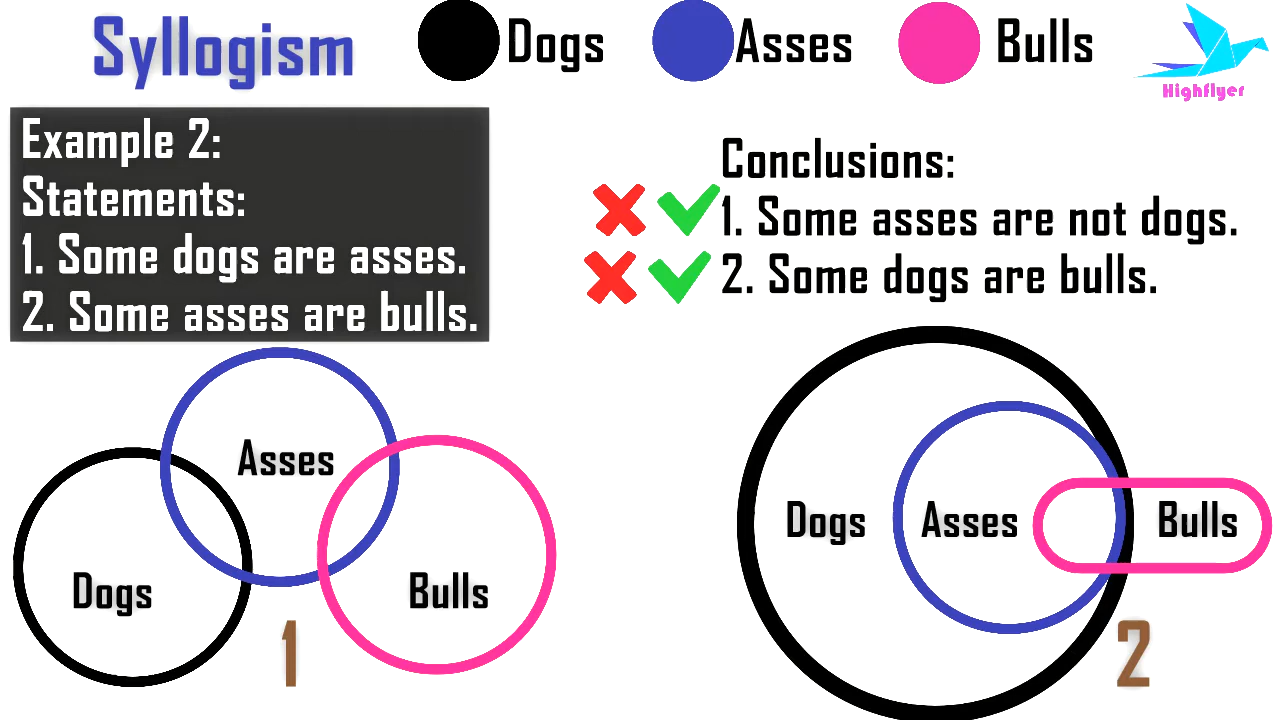 Syllogism
Dogs
Asses
Bulls
Highflyer
Example 2:
Statements:
1. Some dogs are asses.
2. Some asses are bulls.
Conclusions:
1. Some asses are not dogs.
2. Some dogs are bulls.
Asses
Dogs
Bulls
1
Dogs
Asses
Bulls
2